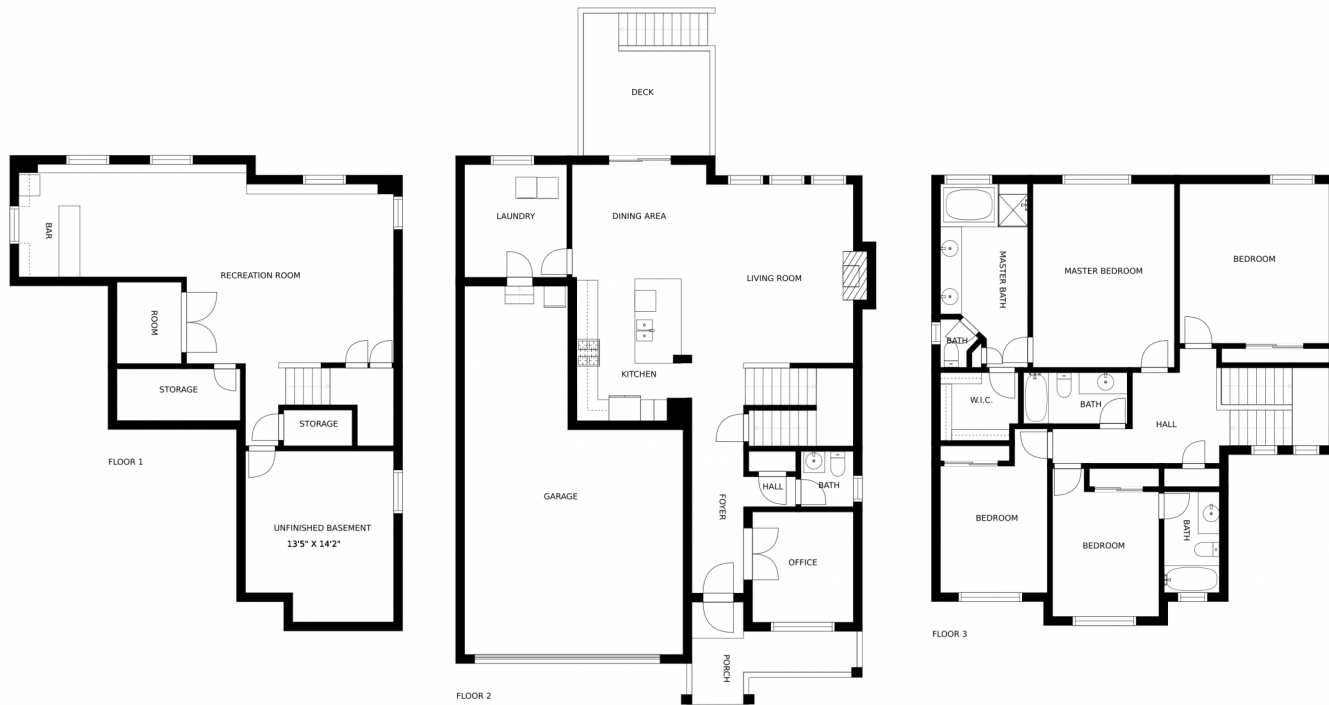 BAR
RECREATION ROOM
ROOM
STORAGE
STORAGE
FLOOR 1
UNFINISHED BASEMENT
13'5" X 14'2"
DECK
LAUNDRY
DINING AREA
LIVING ROOM
KITCHEN
GARAGE
HALL
BATH
FOYER
OFFICE
PORCH
FLOOR 2
MASTER BATH
MASTER BEDROOM
BEDROOM
BATH
W.I.C.
BATH
HALL
BEDROOM
BEDROOM
BATH
FLOOR 3